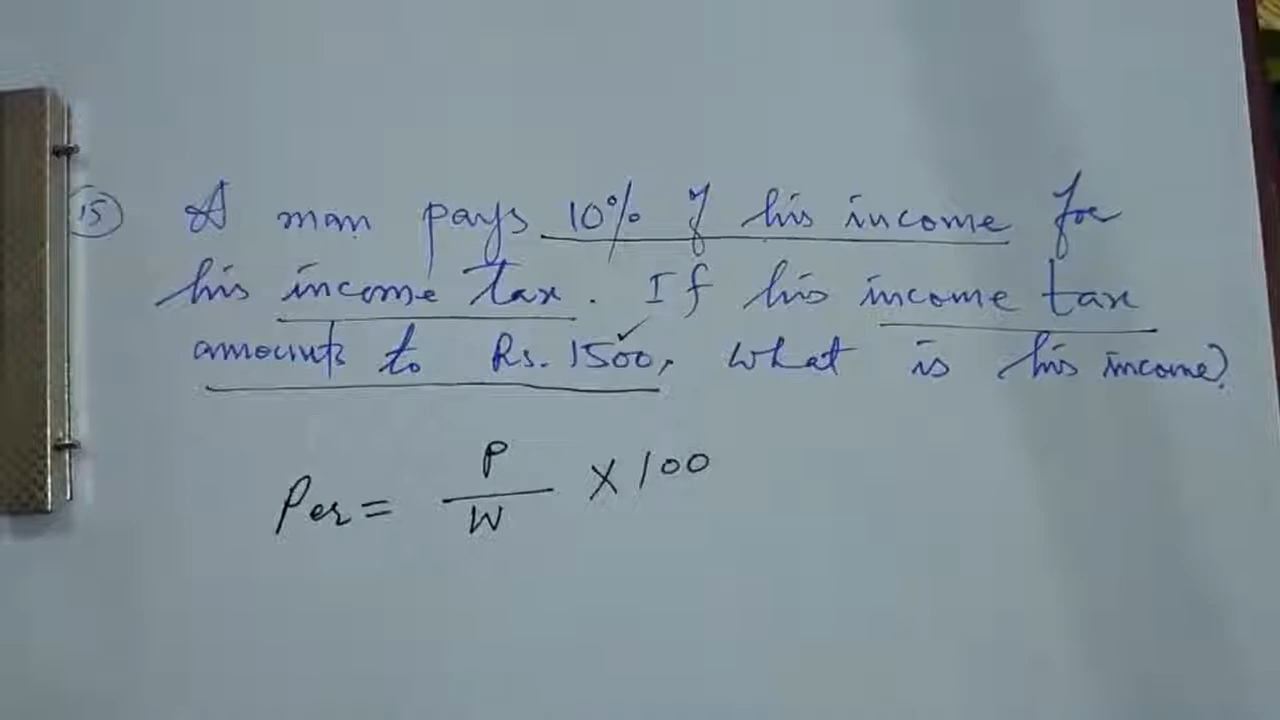 15 A man pays 10% of his income for
his income tax. If his income tax
amounts to Rs. 1500, what is his income?
Per = P/W × 100